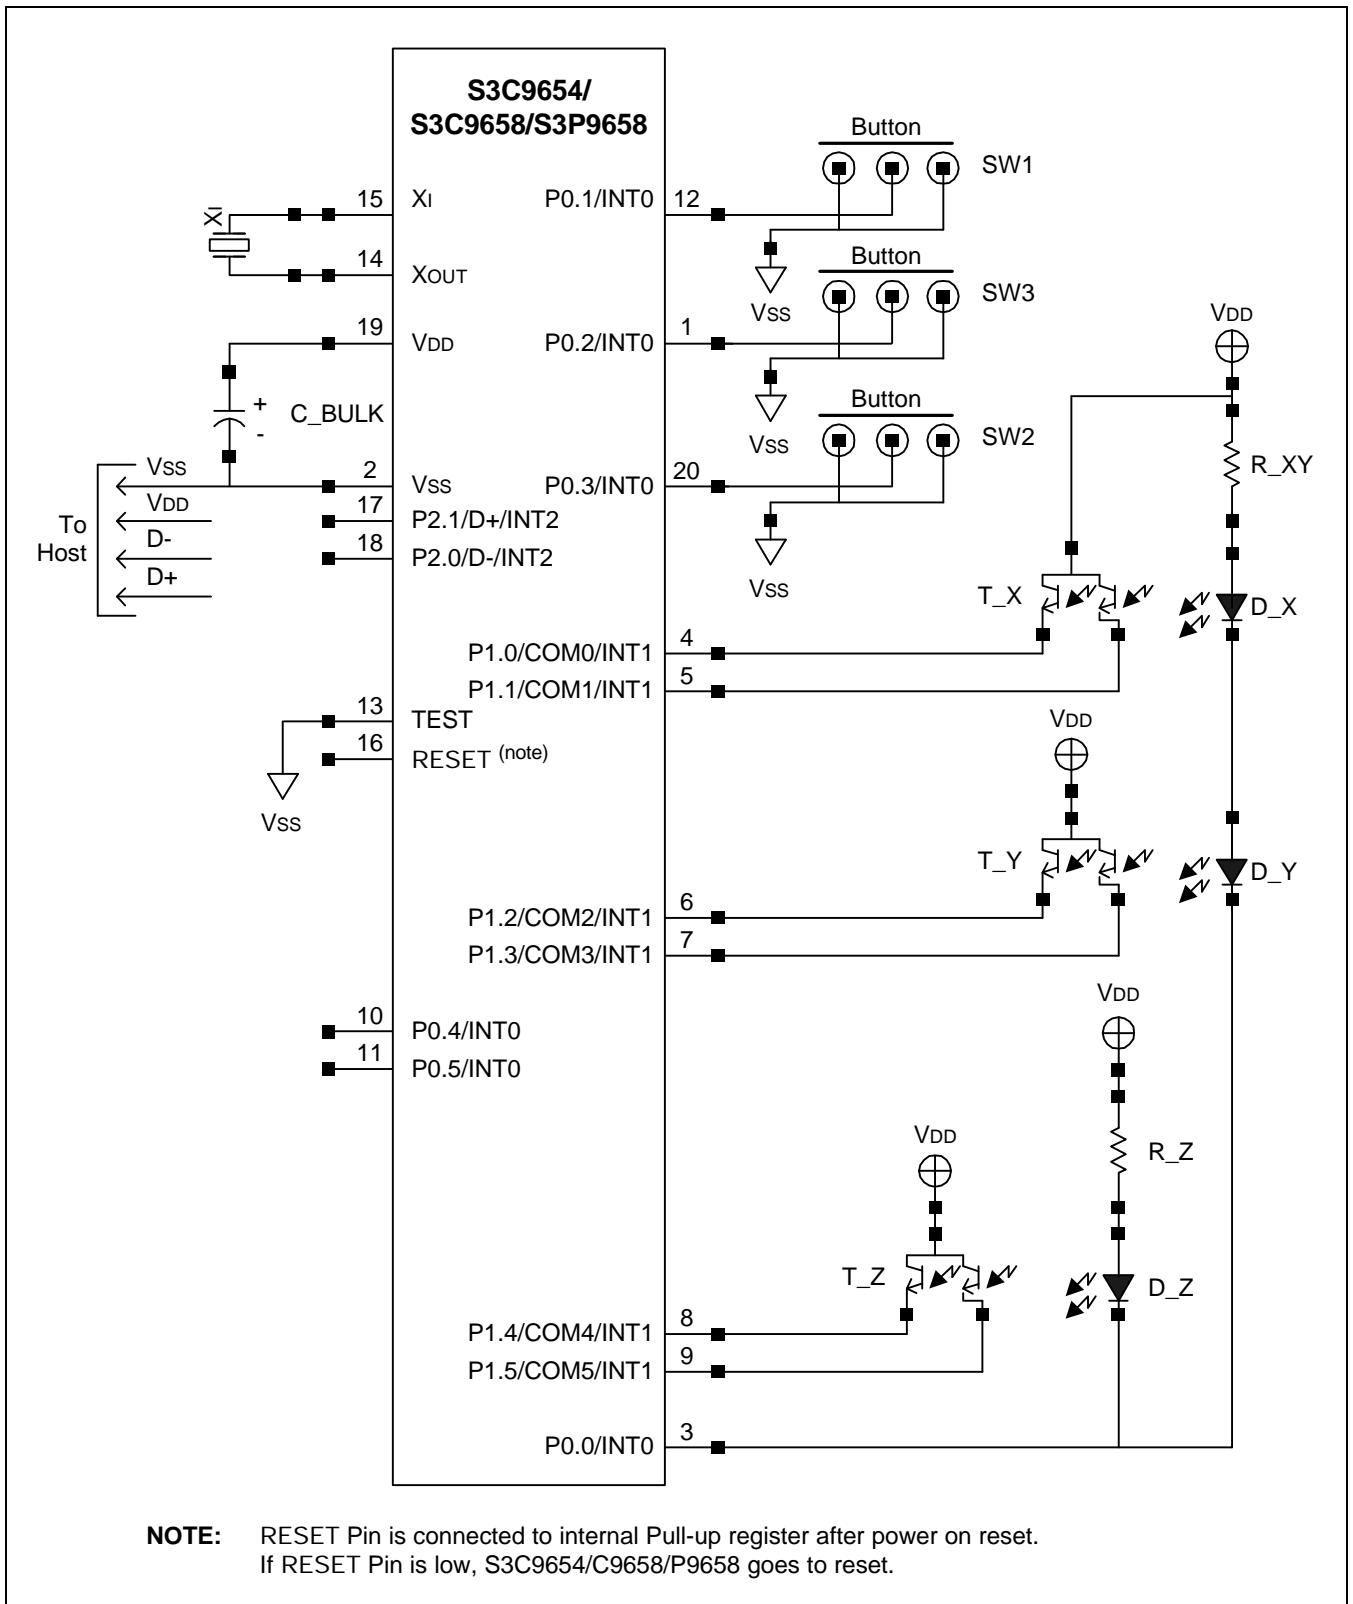 S3C9654/
S3C9658/S3P9658
Button
SW1
15
XI
P0.1/INT0
12
XI
14
XOUT
Button
SW3
VSS
19
VDD
P0.2/INT0
1
VDD
+
-
C_BULK
Button
SW2
VSS
VSS
2
VSS
P0.3/INT0
20
R_XY
VDD
17
P2.1/D+/INT2
To
Host
D-
18
P2.0/D-/INT2
D+
VSS
T_X
D_X
P1.0/COM0/INT1
4
P1.1/COM1/INT1
5
13
TEST
VDD
16
RESET (note)
VSS
T_Y
D_Y
P1.2/COM2/INT1
6
P1.3/COM3/INT1
7
VDD
10
P0.4/INT0
11
P0.5/INT0
VDD
R_Z
T_Z
D_Z
P1.4/COM4/INT1
8
P1.5/COM5/INT1
9
P0.0/INT0
3
NOTE: RESET Pin is connected to internal Pull-up register after power on reset.
If RESET Pin is low, S3C9654/C9658/P9658 goes to reset.